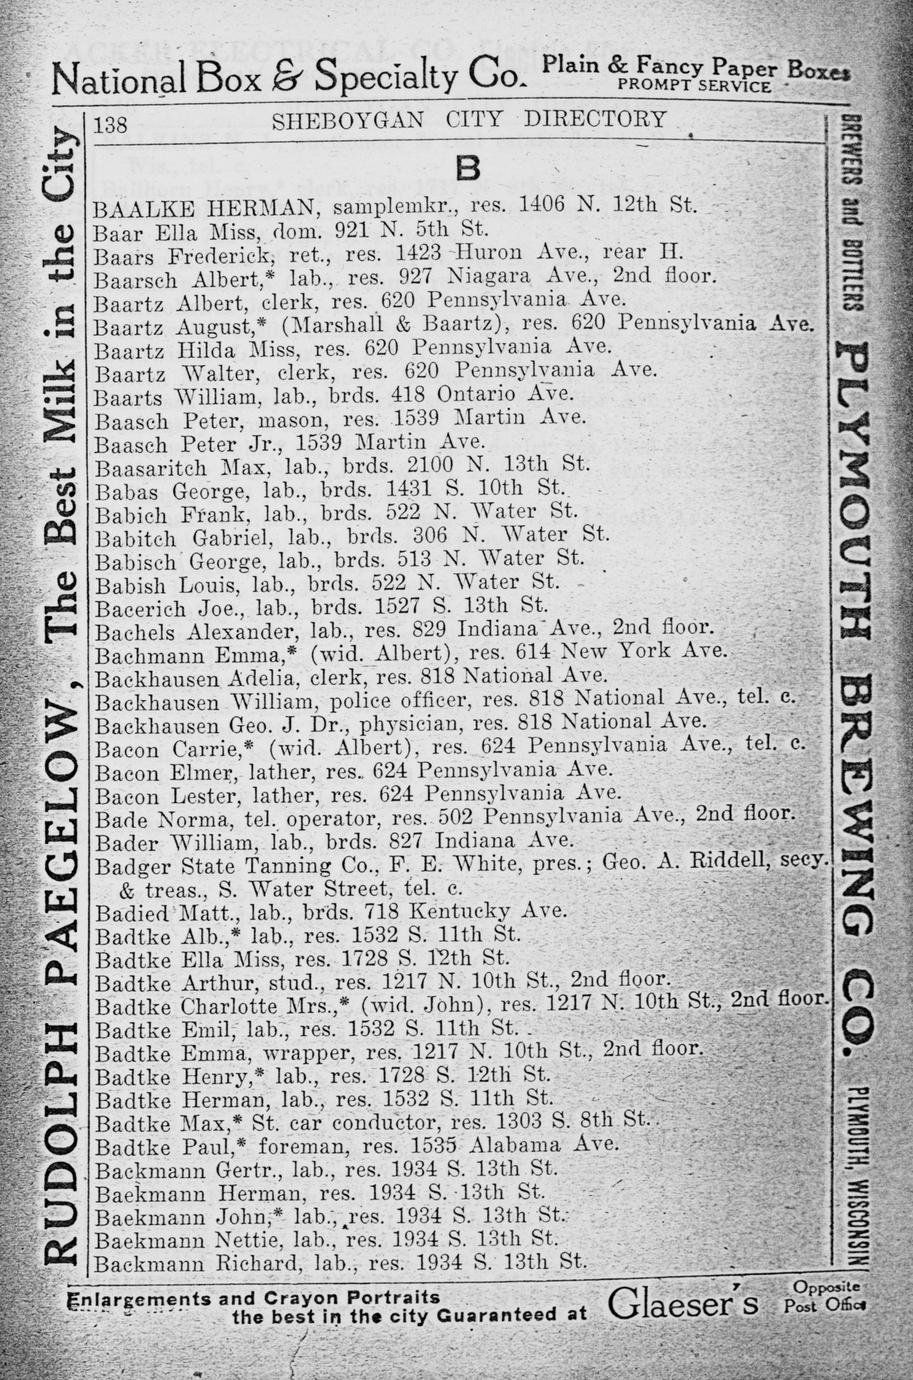 National Box & Specialty Co. Plain & Fancy Paper Boxes
PROMPT SERVICE
138 SHEBOYGAN CITY DIRECTORY
B
BAALKE HERMAN, samplemkr., res. 1406 N. 12th St.
Baar Ella Miss, dom. 921 N. 5th St.
Baars Frederick, ret., res. 1423 Huron Ave., rear H.
Baarsch Albert,* lab., res. 927 Niagara Ave., 2nd floor.
Baartz Albert, clerk, res. 620 Pennsylvania Ave.
Baartz August,* (Marshall & Baartz), res. 620 Pennsylvania Ave.
Baartz Hilda Miss, res. 620 Pennsylvania Ave.
Baartz Walter, clerk, res. 620 Pennsylvania Ave.
Baarts William, lab., brds. 418 Ontario Ave.
Baasch Peter, mason, res. 1539 Martin Ave.
Baasch Peter Jr., 1539 Martin Ave.
Baasaritch Max, lab., brds. 2100 N. 13th St.
Babas George, lab., brds. 1431 S. 10th St.
Babich Frank, lab., brds. 522 N. Water St.
Babitch Gabriel, lab., brds. 306 N. Water St.
Babisch George, lab., brds. 513 N. Water St.
Babish Louis, lab., brds. 522 N. Water St.
Bacerich Joe., lab., brds. 1527 S. 13th St.
Bachels Alexander, lab., res. 829 Indiana Ave., 2nd floor.
Bachmann Emma,* (wid. Albert), res. 614 New York Ave.
Backhausen Adelia, clerk, res. 818 National Ave.
Backhausen William, police officer, res. 818 National Ave., tel. c.
Backhausen Geo. J. Dr., physician, res. 818 National Ave.
Bacon Carrie,* (wid. Albert), res. 624 Pennsylvania Ave., tel. c.
Bacon Elmer, lather, res. 624 Pennsylvania Ave.
Bacon Lester, lather, res. 624 Pennsylvania Ave.
Bade Norma, tel. operator, res. 502 Pennsylvania Ave., 2nd floor.
Bader William, lab., brds. 827 Indiana Ave.
Badger State Tanning Co., F. E. White, pres.; Geo. A. Riddell, secy.
& treas., S. Water Street, tel. c.
Badied Matt., lab., brds. 718 Kentucky Ave.
Badtke Alb.,* lab., res. 1532 S. 11th St.
Badtke Ella Miss, res. 1728 S. 12th St.
Badtke Arthur, stud., res. 1217 N. 10th St., 2nd floor.
Badtke Charlotte Mrs.,* (wid. John), res. 1217 N. 10th St., 2nd floor.
Badtke Emil, lab., res. 1532 S. 11th St.
Badtke Emma, wrapper, res. 1217 N. 10th St., 2nd floor.
Badtke Henry,* lab., res. 1728 S. 12th St.
Badtke Herman, lab., res. 1532 S. 11th St.
Badtke Max,* St. car conductor, res. 1303 S. 8th St.
Badtke Paul,* foreman, res. 1535 Alabama Ave.
Baekmann Gertr., lab., res. 1934 S. 13th St.
Baekmann Herman, res. 1934 S. 13th St.
Baekmann John,* lab., res. 1934 S. 13th St.
Baekmann Nettie, lab., res. 1934 S. 13th St.
Baekmann Richard, lab., res. 1934 S. 13th St.
RUDOLPH PAEGELOW, The Best Milk in the City
BREWERS and BOTTLERS PLYMOUTH BREWING CO. PLYMOUTH, WISCONSIN
Enlargements and Crayon Portraits
the best in the city Guaranteed at Glaeser's Opposite
Post Office